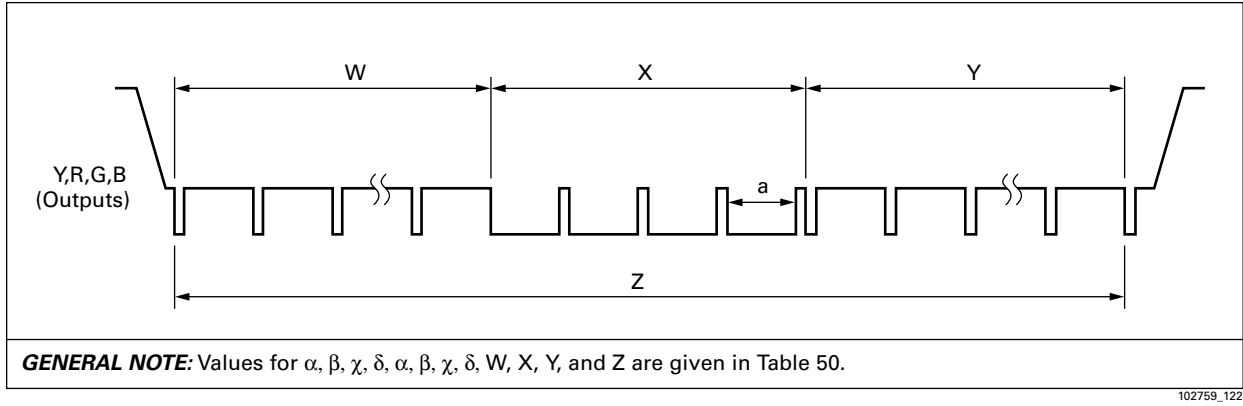 W
X
Y
Y,R,G,B
(Outputs)
a
Z
GENERAL NOTE: Values for α, β, χ, δ, α, β, χ, δ, W, X, Y, and Z are given in Table 50.
102759_122